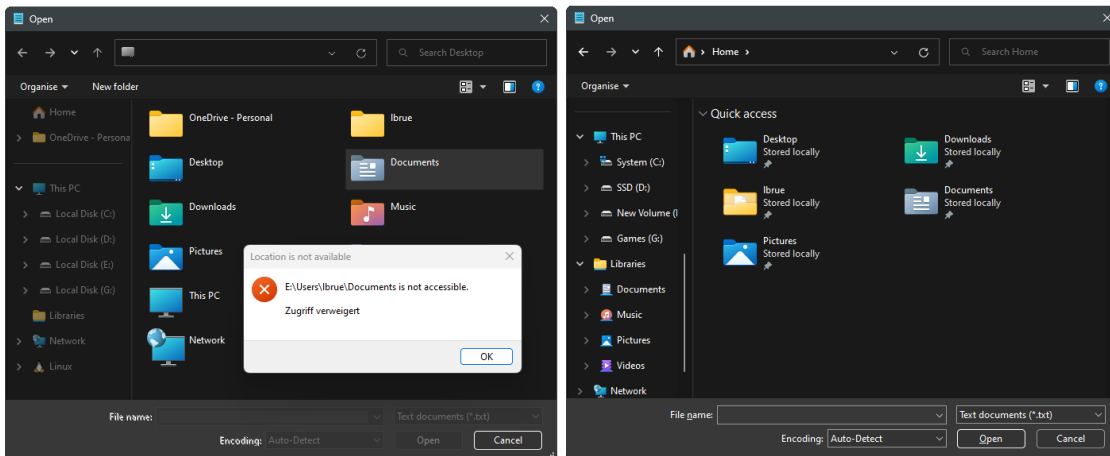 Open
Search Desktop
Organise
New folder
Home
OneDrive - Persona
This PC
Local Disk (C:)
Local Disk (D:)
Local Disk (E:)
Local Disk (G:)
Libraries
Network
Linux
OneDrive - Personal
Ibrue
Desktop
Documents
Downloads
Music
Pictures
This PC
Network
Location is not available
E:\Users\Ibrue\Documents is not accessible.
Zugriff verweigert
OK
File name:
Text documents (*.txt)
Encoding:
Auto-Detect
Open
Cancel
Open
Home
Search Home
Organise
This PC
System (C:)
SSD (D:)
New Volume (I
Games (G:)
Libraries
Documents
Music
Pictures
Videos
Network
Quick access
Desktop
Stored locally
Downloads
Stored locally
Ibrue
Stored locally
Documents
Stored locally
Pictures
Stored locally
File name:
Text documents (*.txt)
Encoding:
Auto-Detect
Open
Cancel